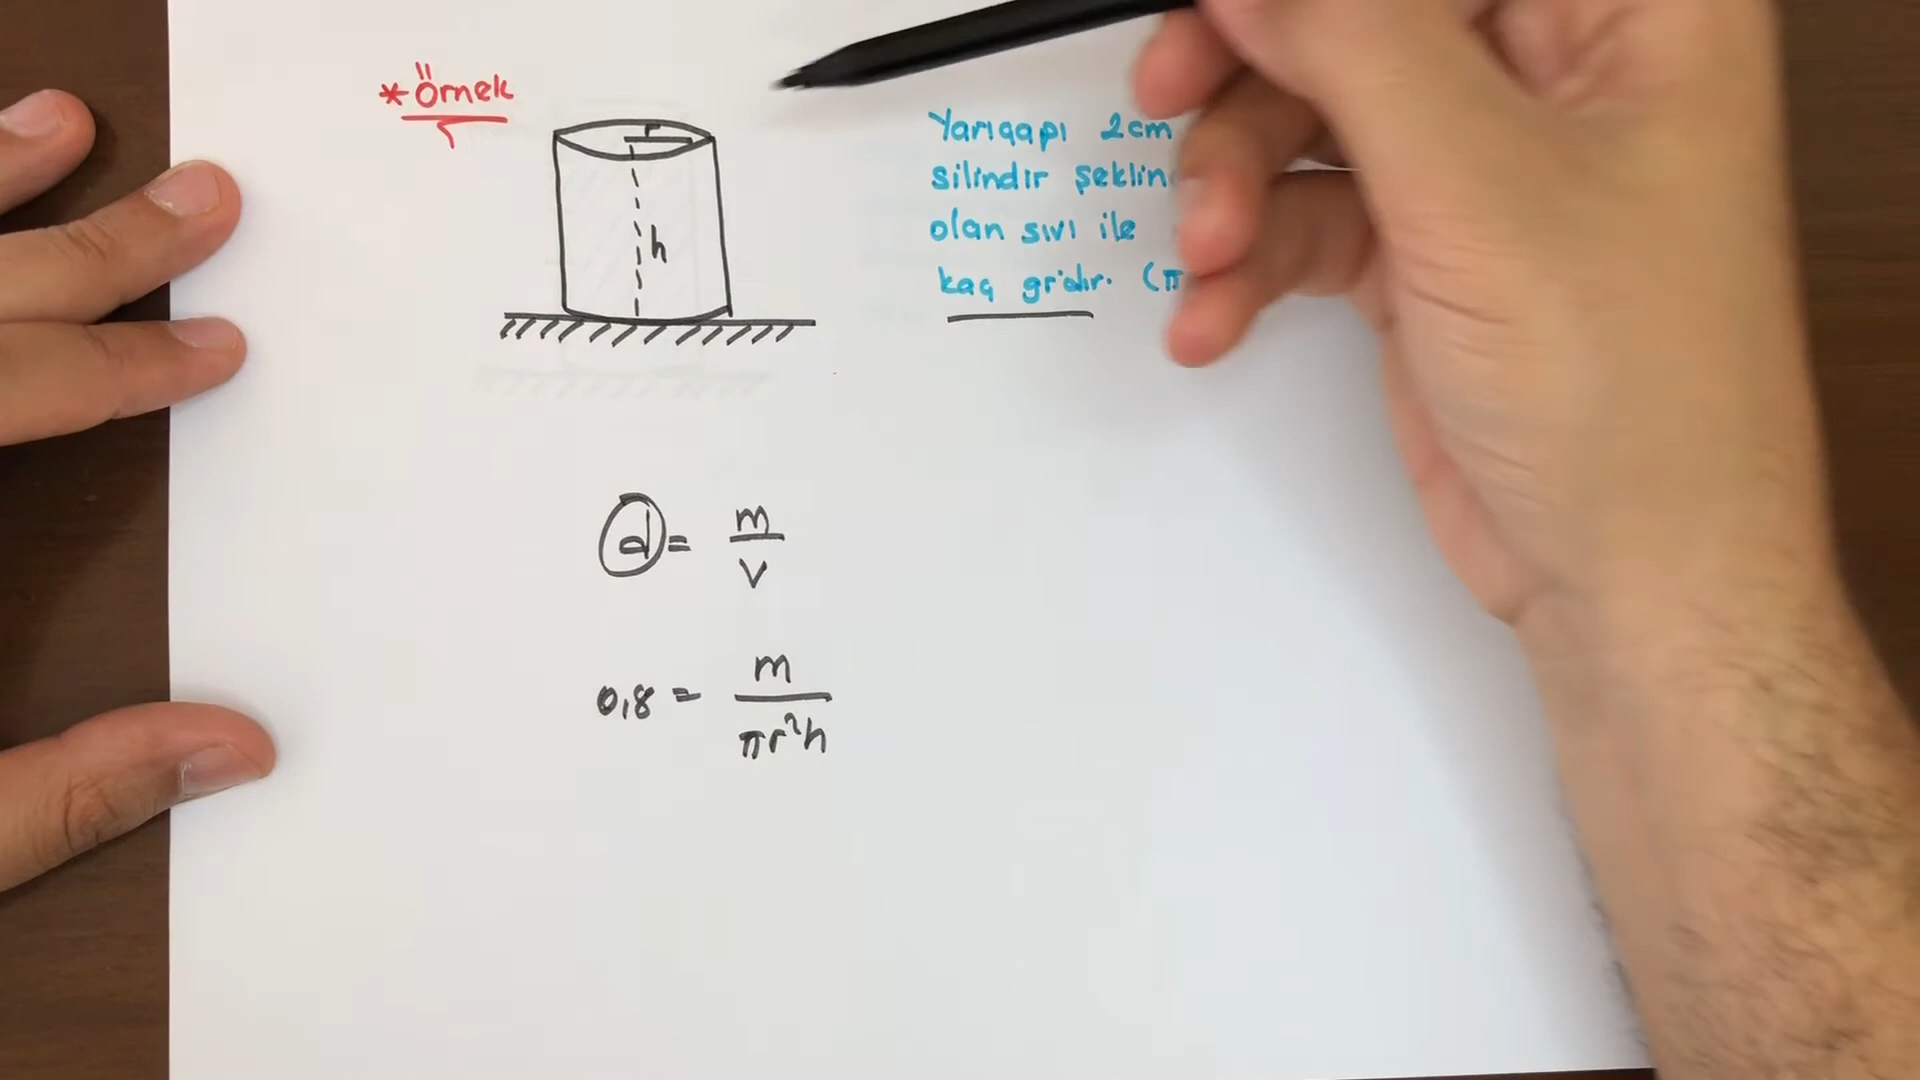 * Örnek
r
h
Yarıçapı 2cm
silindir şeklin
olan sıvı ile
kaç gr'dır. (π
d = m / V
0,8 = m / πr²h